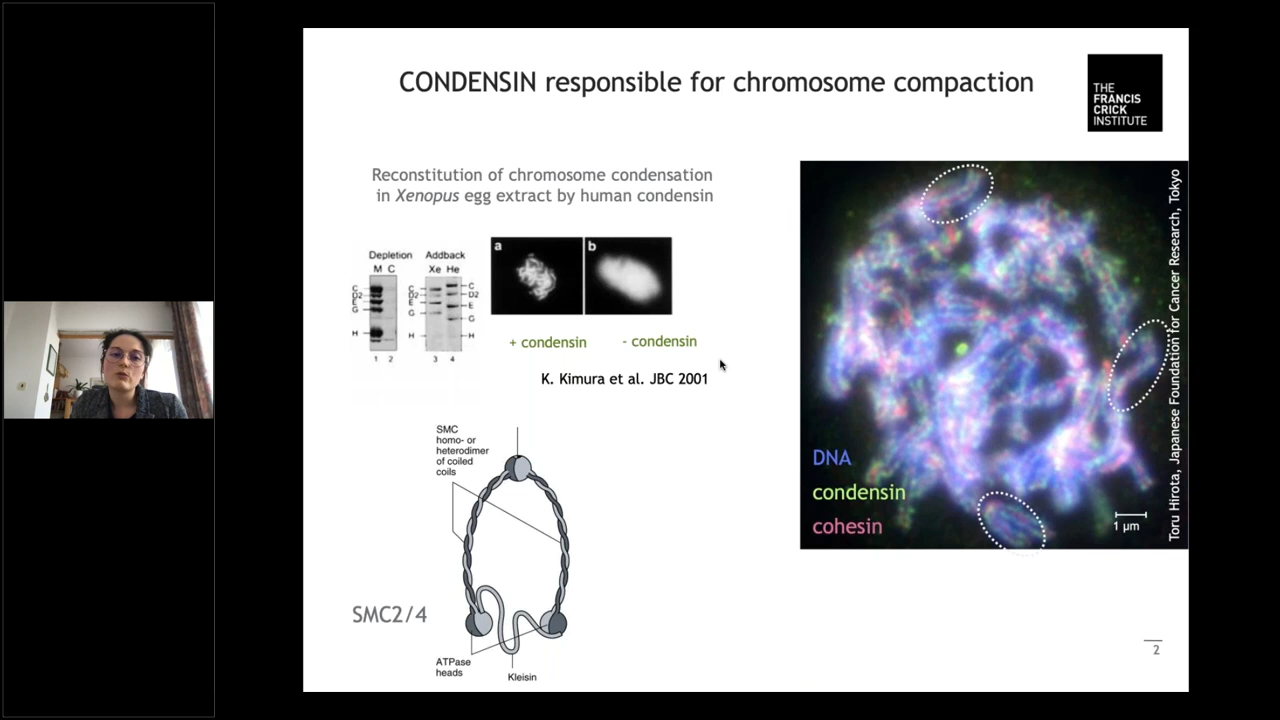 CONDENSIN responsible for chromosome compaction
THE
FRANCIS
CRICK
INSTITUTE
Reconstitution of chromosome condensation
in Xenopus egg extract by human condensin
Depletion Addback
M C Xe He
C
D2
E
G
H
C
D2
E
G
H
1 2 3 4
a b
+ condensin - condensin
K. Kimura et al. JBC 2001
SMC
homo- or
heterodimer
of coiled
coils
SMC2/4
ATPase
heads
Kleisin
DNA
condensin
cohesin
1 µm
Toru Hirota, Japanese Foundation for Cancer Research, Tokyo
2